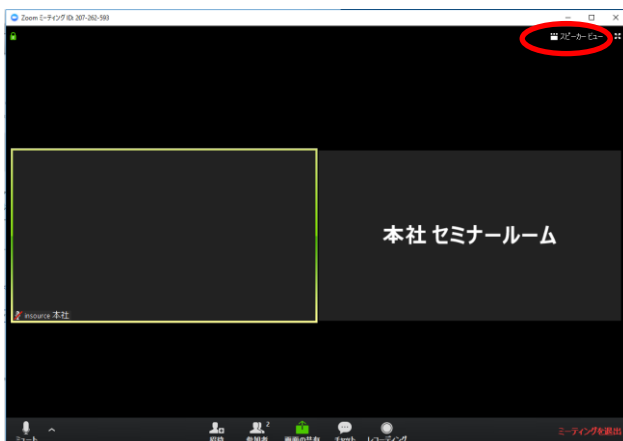 Zoom ミーティング ID: 207-262-593
スピーカービュー
本社 セミナールーム
insource 本社
2
ミュート
招待
参加者
画面の共有
チャット
レコーディング
ミーティングを退出